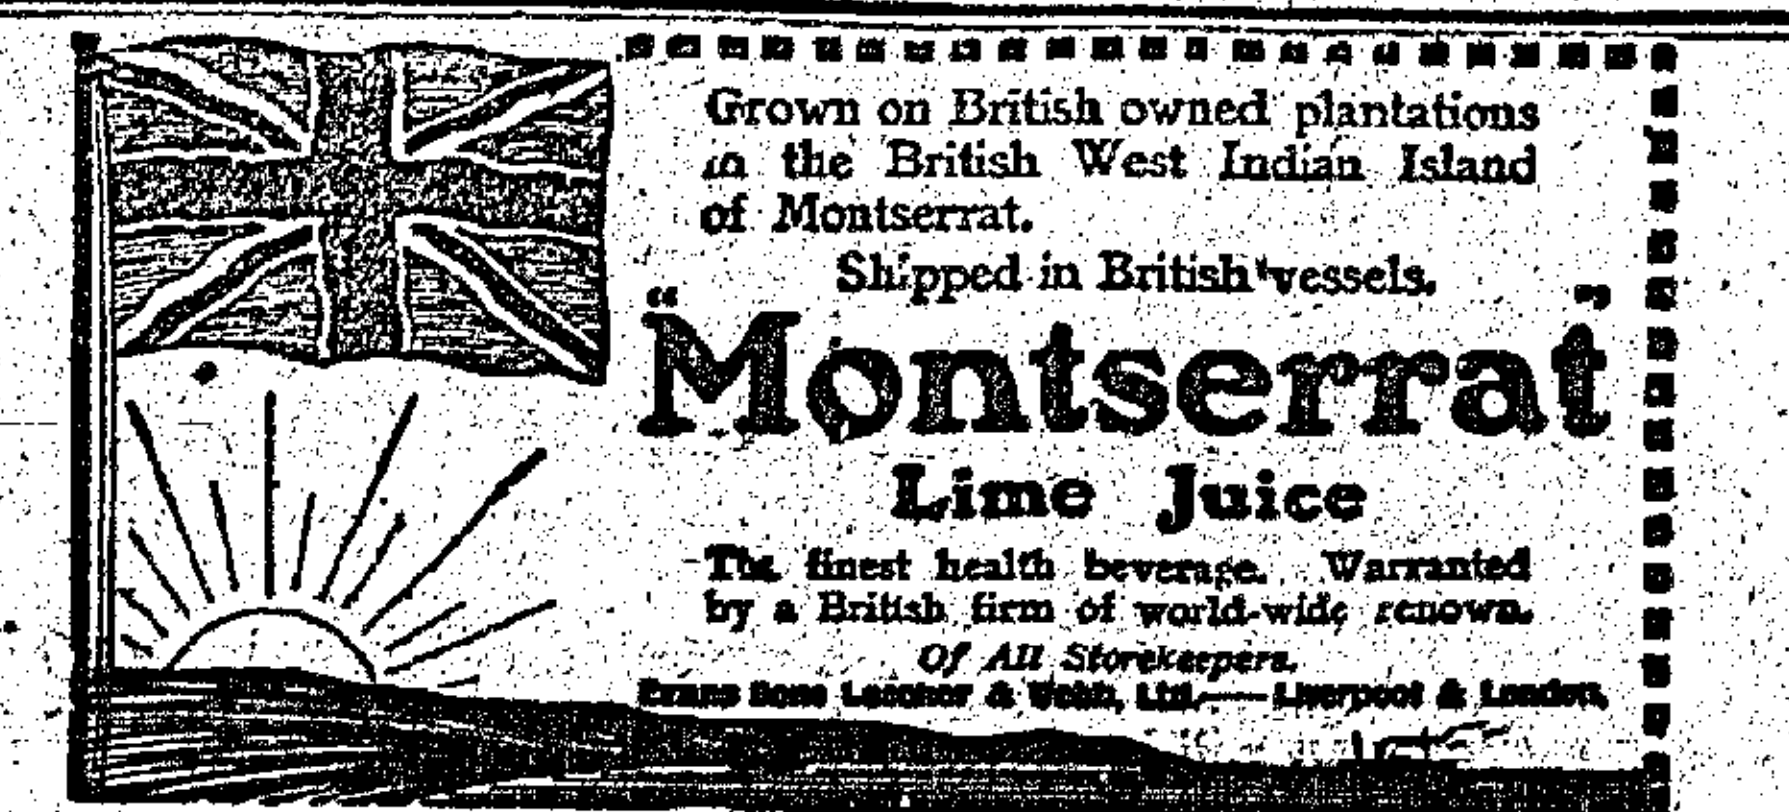 Grown on British owned plantations
in the British West Indian Island
of Montserrat.
Shipped in British vessels.
"Montserrat"
Lime Juice
The finest health beverage. Warranted
by a British firm of world-wide renown.
Of All Storekeepers.
Evans Sons Lescher & Webb, Ltd.—Liverpool & London.